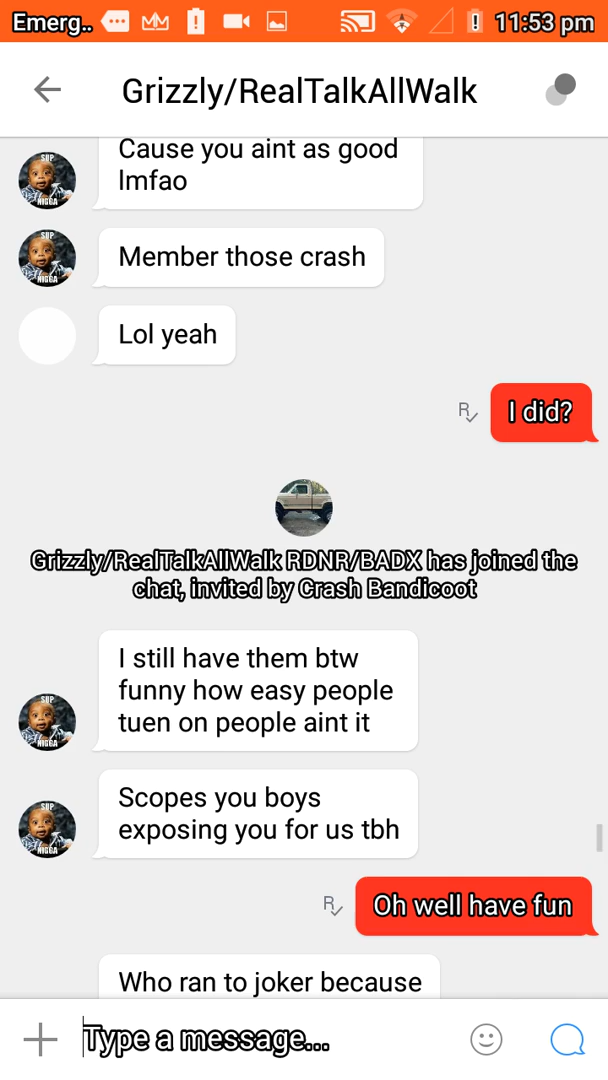 Emerg..
11:53 pm
Grizzly/RealTalkAllWalk
Cause you aint as good
lmfao
SUP
NIGGA
Member those crash
SUP
NIGGA
Lol yeah
R
I did?
Grizzly/RealTalkAllWalk RDNR/BADX has joined the
chat, invited by Crash Bandicoot
I still have them btw
funny how easy people
tuen on people aint it
SUP
NIGGA
Scopes you boys
exposing you for us tbh
SUP
NIGGA
R
Oh well have fun
Who ran to joker because
Type a message...